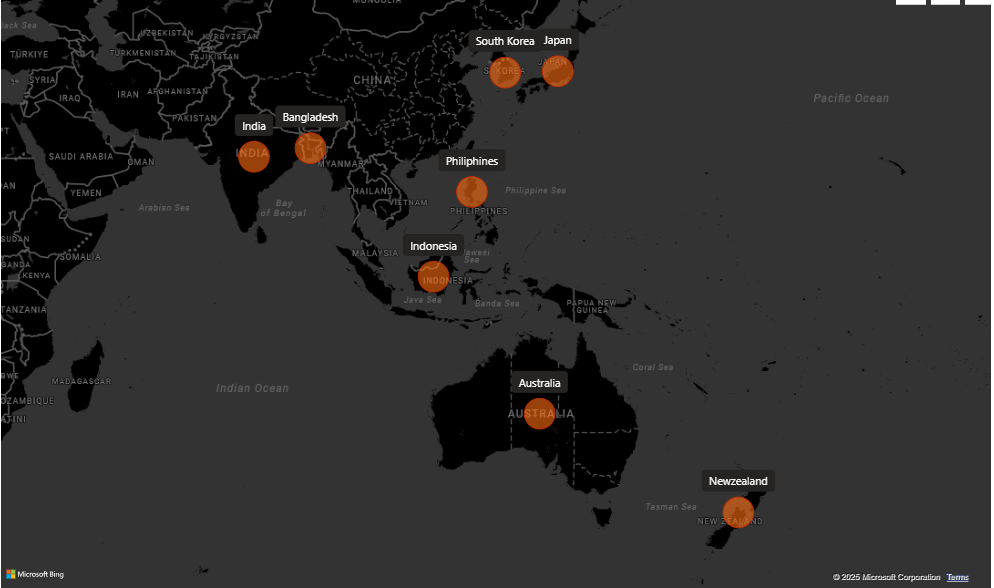 MONGOLIA
Black Sea
UZBEKISTAN
KYRGYZSTAN
South Korea
Japan
TÜRKIYE
TURKMENISTAN
TAJIKISTAN
JAPAN
S. KOREA
SYRIA
CHINA
IRAQ
IRAN
AFGHANISTAN
Pacific Ocean
PAKISTAN
Bangladesh
India
INDIA
SAUDI ARABIA
OMAN
MYANMAR
Philiphines
YEMEN
THAILAND
Philippine Sea
VIETNAM
Arabian Sea
Bay
of Bengal
PHILIPPINES
SUDAN
Indonesia
SOMALIA
MALAYSIA
Sea
KENYA
INDONESIA
Java Sea
Banda Sea
PAPUA NEW
GUINEA
TANZANIA
Coral Sea
MADAGASCAR
Australia
Indian Ocean
OZAMBIQUE
AUSTRALIA
Newzealand
Tasman Sea
NEW ZEALAND
Microsoft Bing
© 2025 Microsoft Corporation Terms